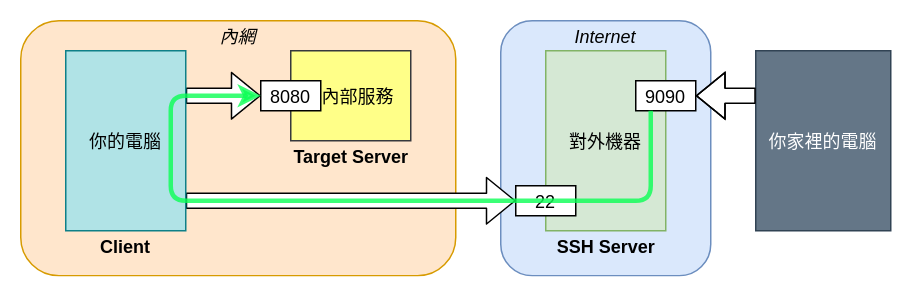 內網
Internet
8080
內部服務
9090
你的電腦
對外機器
你家裡的電腦
Target Server
22
Client
SSH Server